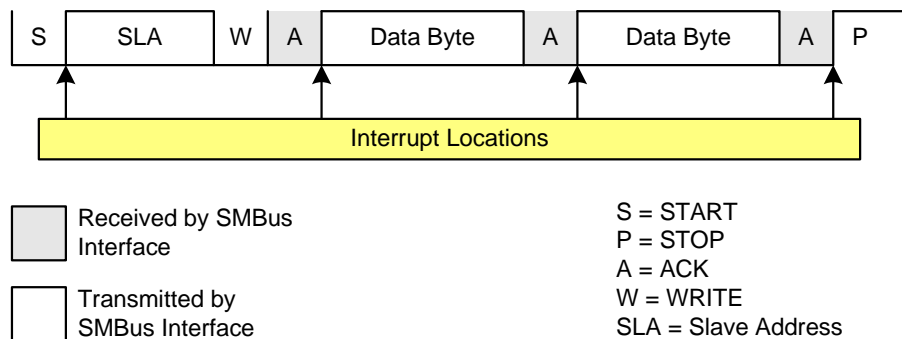 S SLA W A Data Byte A Data Byte A P
Interrupt Locations
Received by SMBus
Interface
Transmitted by
SMBus Interface
S = START
P = STOP
A = ACK
W = WRITE
SLA = Slave Address